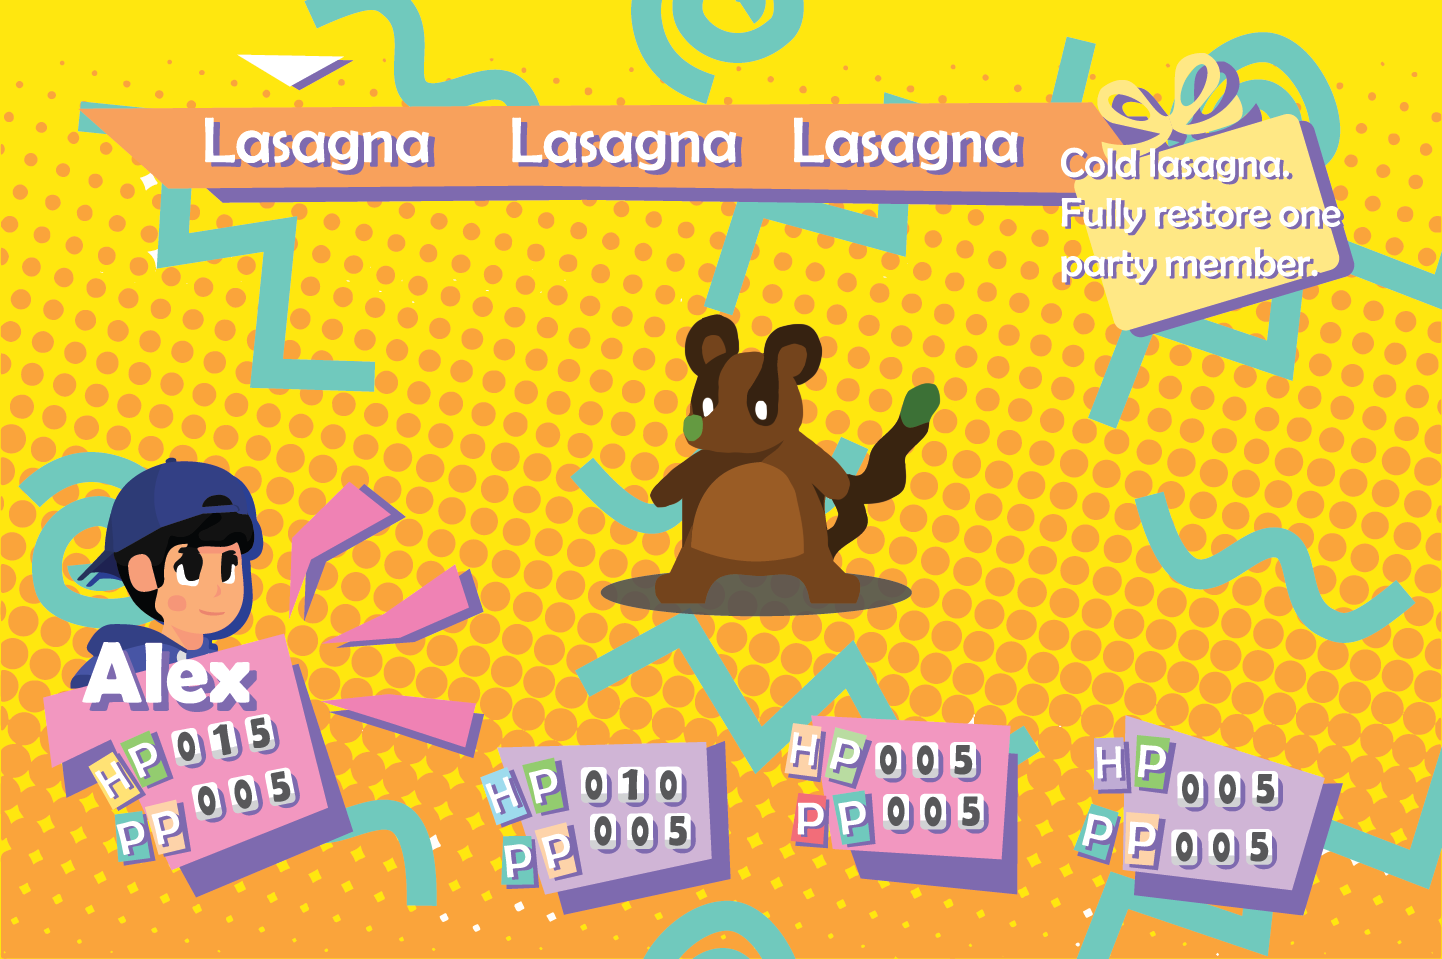 Lasagna Lasagna Lasagna
Cold lasagna.
Fully restore one
party member.
Alex
HP 015
PP 005
HP 010
PP 005
HP 005
PP 005
HP 005
PP 005